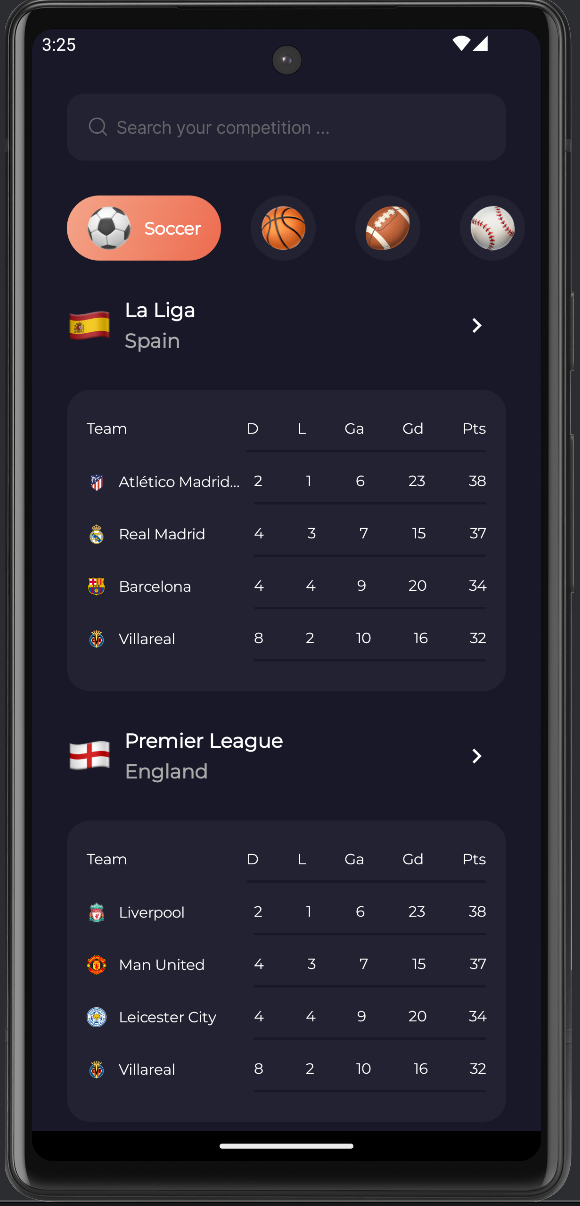 3:25
Search your competition ...
Soccer
La Liga
Spain
Team D L Ga Gd Pts
Atlético Madrid... 2 1 6 23 38
Real Madrid 4 3 7 15 37
Barcelona 4 4 9 20 34
Villareal 8 2 10 16 32
Premier League
England
Team D L Ga Gd Pts
Liverpool 2 1 6 23 38
Man United 4 3 7 15 37
Leicester City 4 4 9 20 34
Villareal 8 2 10 16 32